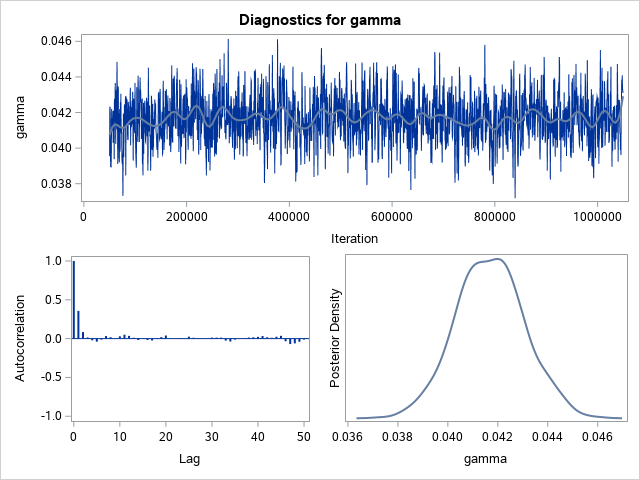 Diagnostics for gamma
gamma
0.046
0.044
0.042
0.040
0.038
0 200000 400000 600000 800000 1000000
Iteration
Autocorrelation
1.0
0.5
0.0
-0.5
-1.0
0 10 20 30 40 50
Lag
Posterior Density
0.036 0.038 0.040 0.042 0.044 0.046
gamma